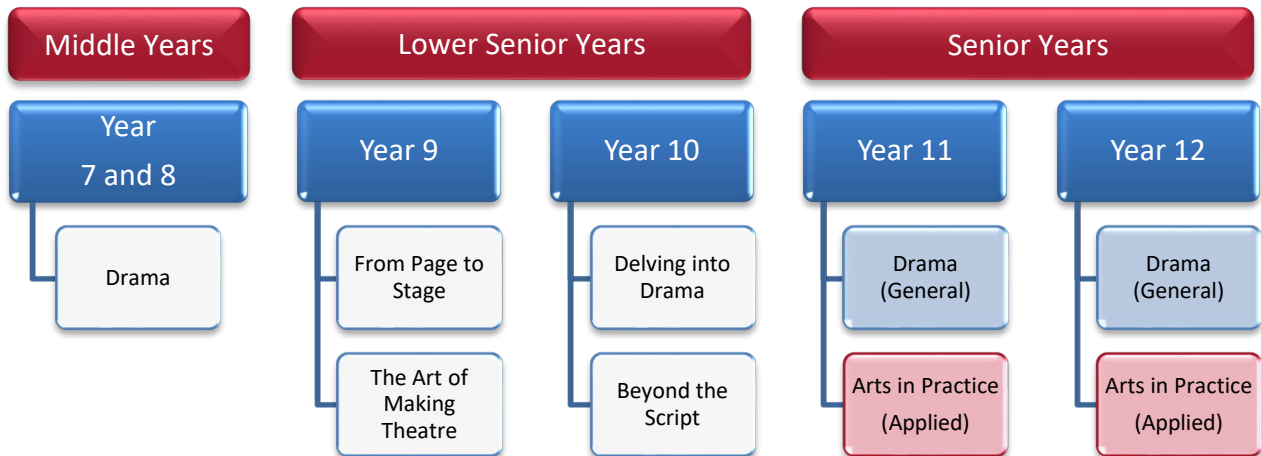 Middle Years
Lower Senior Years
Senior Years
Year
7 and 8
Year 9
Year 10
Year 11
Year 12
Drama
From Page to
Stage
The Art of
Making
Theatre
Delving into
Drama
Beyond the
Script
Drama
(General)
Arts in Practice
(Applied)
Drama
(General)
Arts in Practice
(Applied)